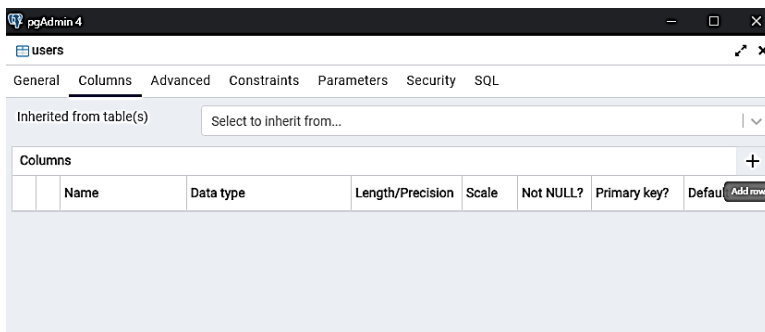 pgAdmin 4
users
General Columns Advanced Constraints Parameters Security SQL
Inherited from table(s) Select to inherit from...
Columns
Name Data type Length/Precision Scale Not NULL? Primary key? Defau
Add row